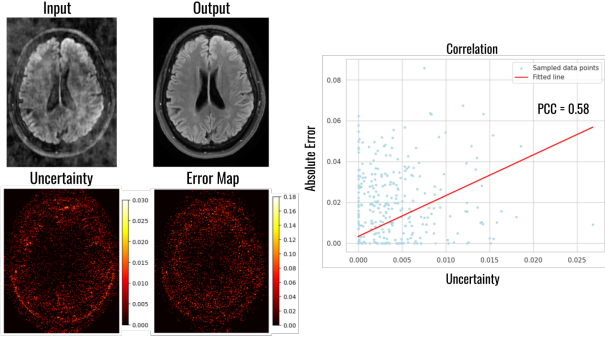 Input
Output
Uncertainty
Error Map
0.030
0.025
0.020
0.015
0.010
0.005
0.000
0.18
0.16
0.14
0.12
0.10
0.08
0.06
0.04
0.02
0.00
Correlation
Sampled data points
Fitted line
PCC = 0.58
Absolute Error
0.08
0.06
0.04
0.02
0.00
0.000
0.005
0.010
0.015
0.020
0.025
Uncertainty